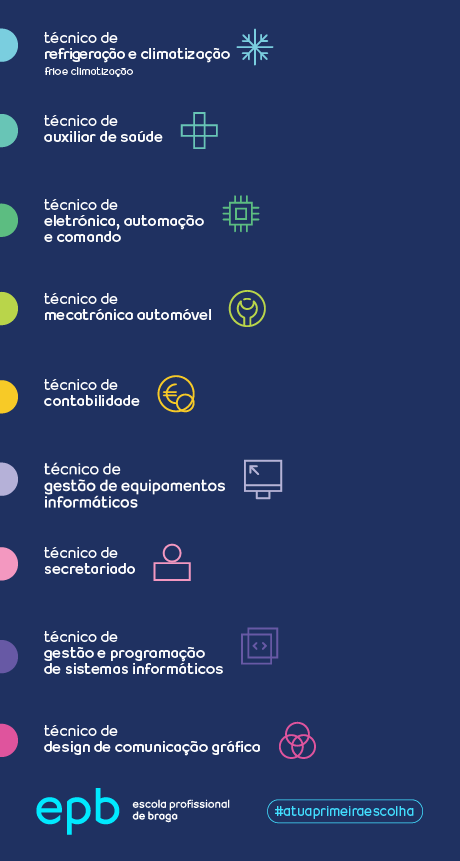 técnico de
refrigeração e climatização
frio e climatização
técnico de
auxiliar de saúde
técnico de
eletrónica, automação
e comando
técnico de
mecatrónica automóvel
técnico de
contabilidade
técnico de
gestão de equipamentos
informáticos
técnico de
secretariado
técnico de
gestão e programação
de sistemas informáticos
técnico de
design de comunicação gráfica
epb
escola profissional
de braga
#atuaprimeiraescolha